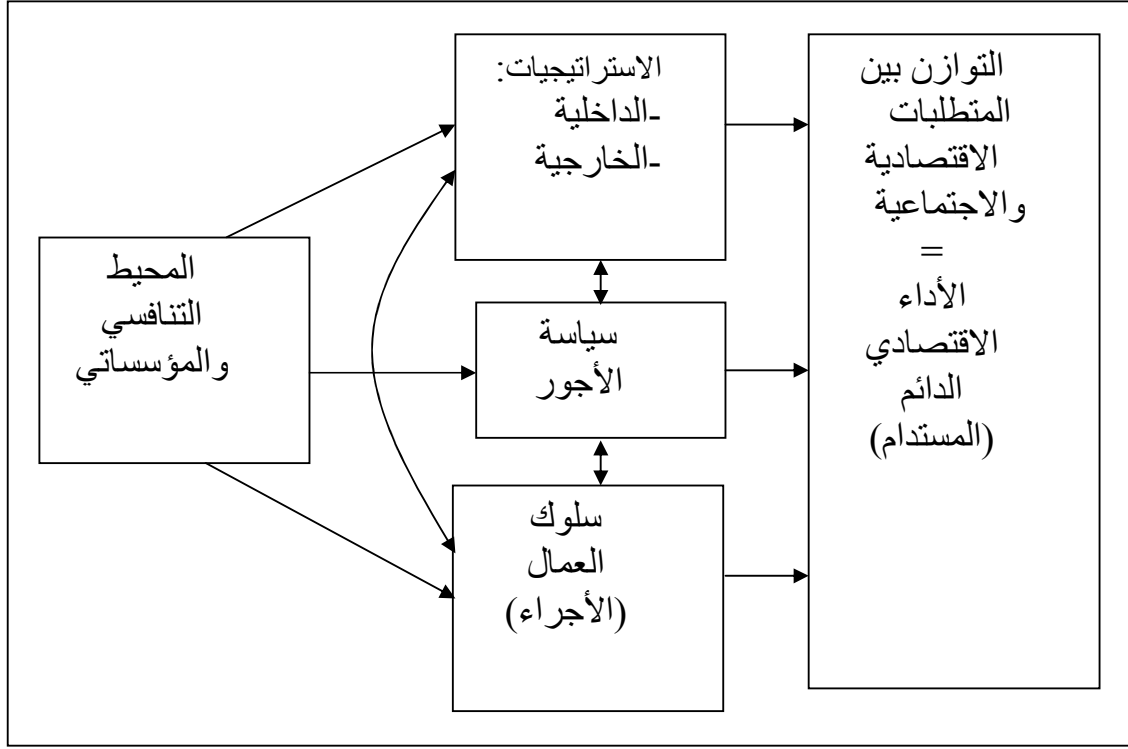 الاستراتيجيات:
-الداخلية
-الخارجية
التوازن بين
المتطلبات
الاقتصادية
والاجتماعية
=
الأداء
الاقتصادي
الدائم
(المستدام)
المحيط
التنافسي
والمؤسساتي
سياسة
الأجور
سلوك
العمال
(الأجراء)